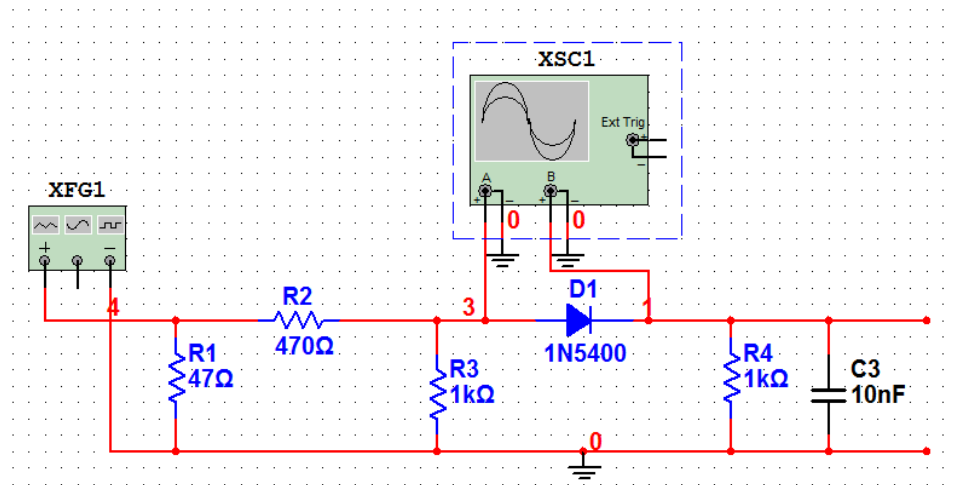 XSC1
Ext Trig
+
−
A
B
+ − + −
0 0
XFG1
+ −
4
R1
47Ω
R2
470Ω
3
R3
1kΩ
D1
1N5400
1
R4
1kΩ
C3
10nF
0